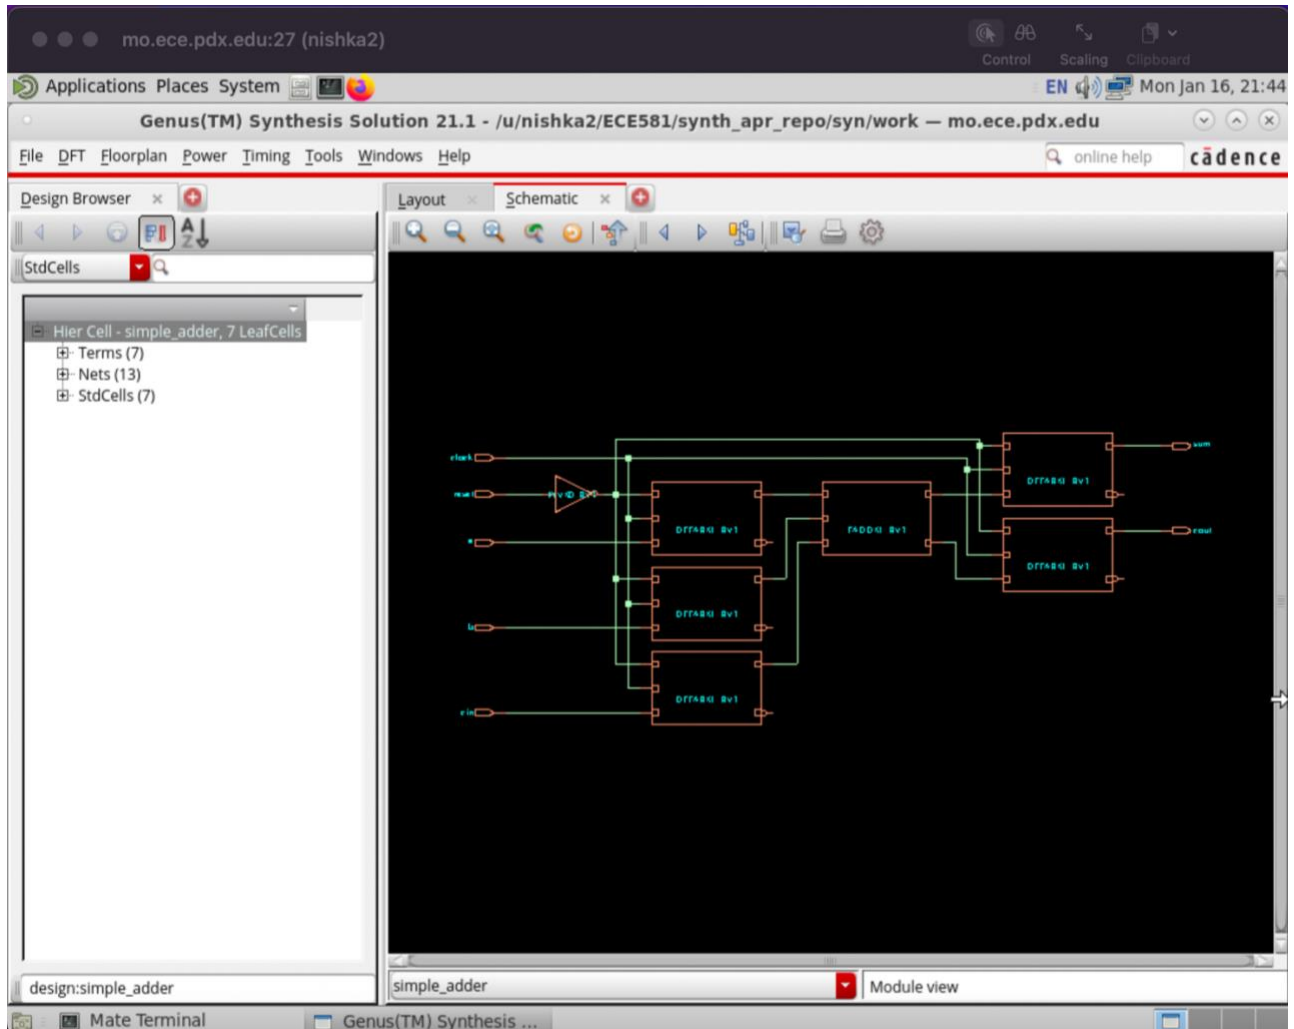 mo.ece.pdx.edu:27 (nishka2)
Control Scaling Clipboard
Applications Places System
EN Mon Jan 16, 21:44
Genus(TM) Synthesis Solution 21.1 - /u/nishka2/ECE581/synth_apr_repo/syn/work — mo.ece.pdx.edu
File DFT Floorplan Power Timing Tools Windows Help
online help
cādence
Design Browser
Layout
Schematic
StdCells
Hier Cell - simple_adder, 7 LeafCells
Terms (7)
Nets (13)
StdCells (7)
clock
sum
a
b
cin
design:simple_adder
simple_adder
Module view
Mate Terminal
Genus(TM) Synthesis ...